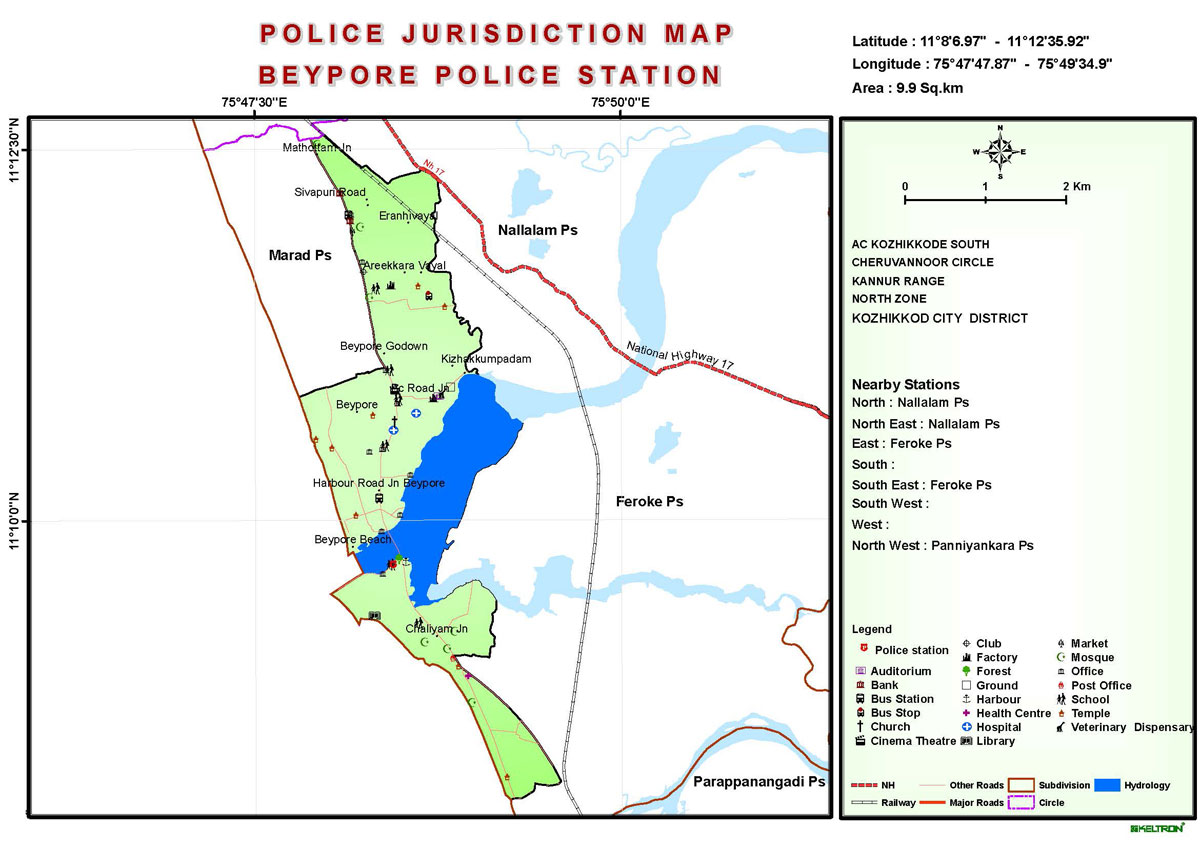 POLICE JURISDICTION MAP
BEYPORE POLICE STATION
Latitude : 11°8'6.97" - 11°12'35.92"
Longitude : 75°47'47.87" - 75°49'34.9"
Area : 9.9 Sq.km
75°47'30"E
75°50'0"E
11°12'30"N
11°10'0"N
Mathottam Jn
Nh 17
Sivapuri Road
Eranhivayal
Nallalam Ps
Marad Ps
Areekkara Vayal
Beypore Godown
Kizhakkumpadam
National Highway 17
Bc Road Jn
Beypore
Harbour Road Jn Beypore
Feroke Ps
Beypore Beach
Chaliyam Jn
Parappanangadi Ps
N
W
E
S
0
1
2 Km
AC KOZHIKKODE SOUTH
CHERUVANNOOR CIRCLE
KANNUR RANGE
NORTH ZONE
KOZHIKKOD CITY DISTRICT
Nearby Stations
North : Nallalam Ps
North East : Nallalam Ps
East : Feroke Ps
South :
South East : Feroke Ps
South West :
West :
North West : Panniyankara Ps
Legend
Police station
Auditorium
Bank
Bus Station
Bus Stop
Church
Cinema Theatre
Club
Factory
Forest
Ground
Harbour
Health Centre
Hospital
Library
Market
Mosque
Office
Post Office
School
Temple
Veterinary Dispensary
NH
Other Roads
Subdivision
Hydrology
Railway
Major Roads
Circle
KELTRON